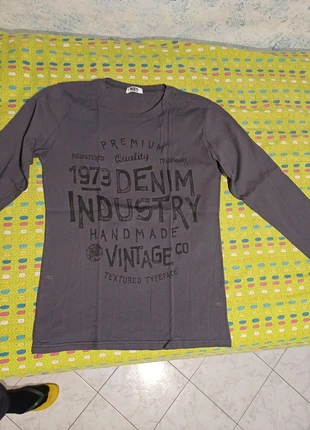 PREMIUM
REGISTERED Quality TRADEMARK
1973 DENIM
INDUSTRY
HANDMADE
VINTAGE CO
TEXTURED TYPEFACE